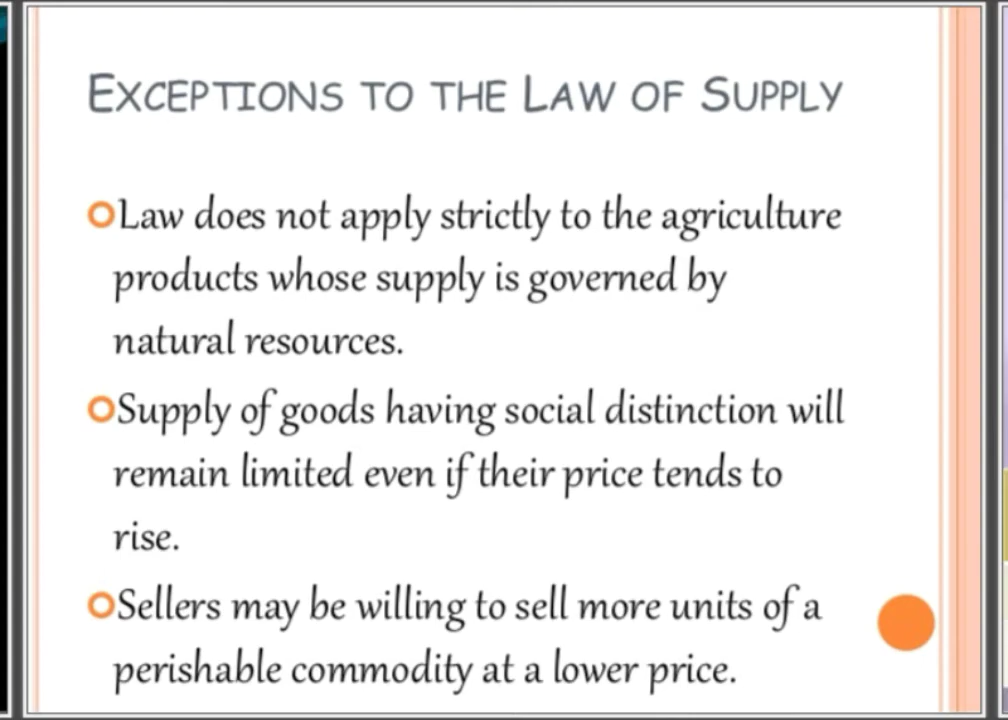 EXCEPTIONS TO THE LAW OF SUPPLY
Law does not apply strictly to the agriculture
products whose supply is governed by
natural resources.
Supply of goods having social distinction will
remain limited even if their price tends to
rise.
Sellers may be willing to sell more units of a
perishable commodity at a lower price.